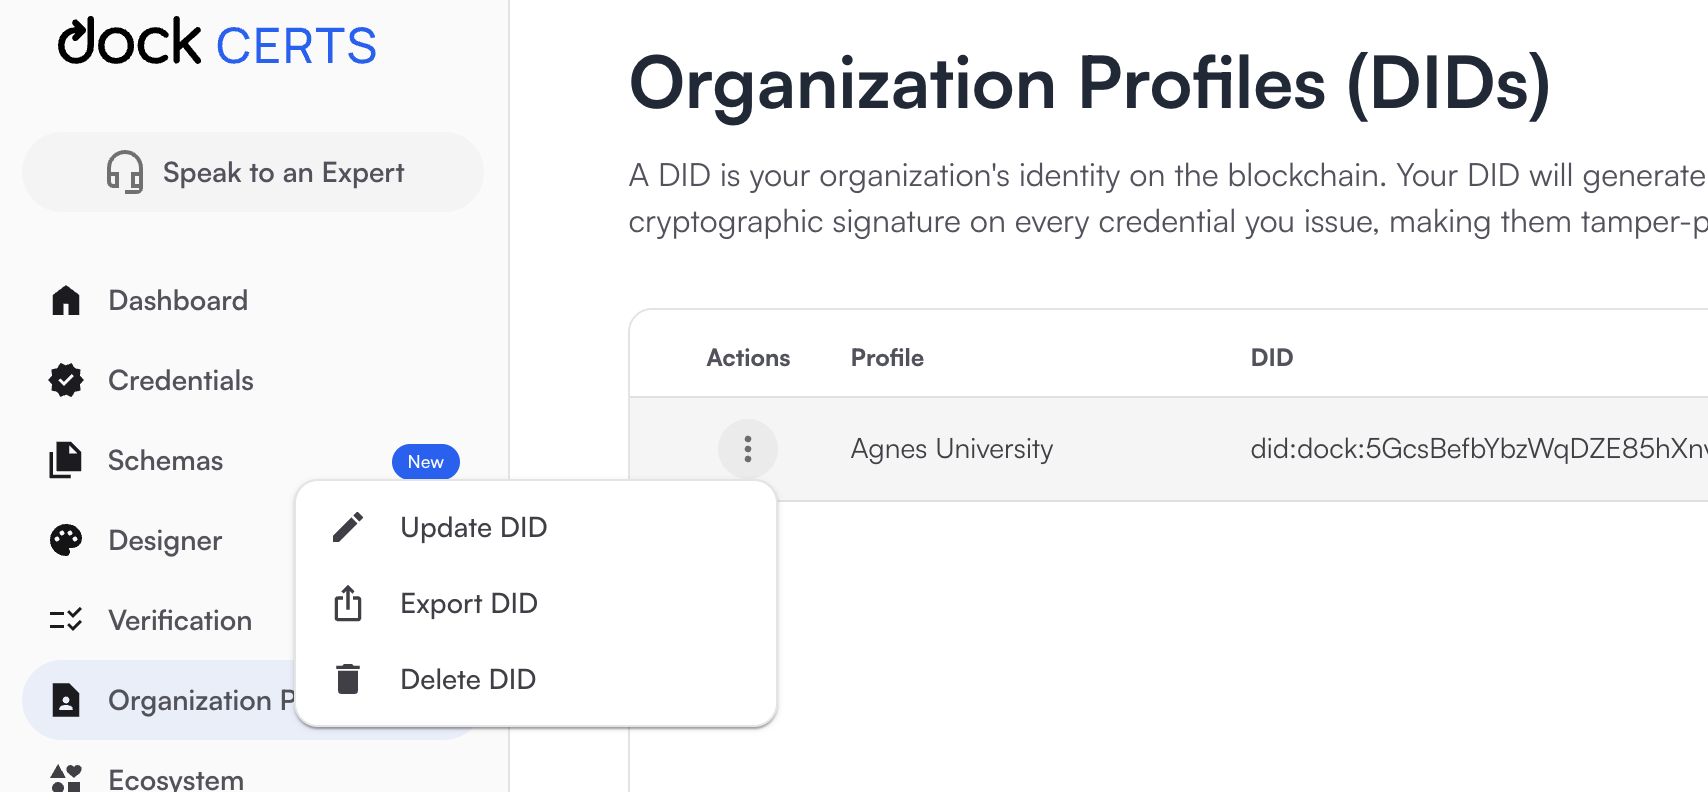 dock CERTS
Speak to an Expert
Dashboard
Credentials
Schemas
New
Designer
Verification
Organization P
Ecosystem
Organization Profiles (DIDs)
A DID is your organization's identity on the blockchain. Your DID will generate
cryptographic signature on every credential you issue, making them tamper-p
Actions Profile DID
Agnes University did:dock:5GcsBefbYbzWqDZE85hXnv
Update DID
Export DID
Delete DID